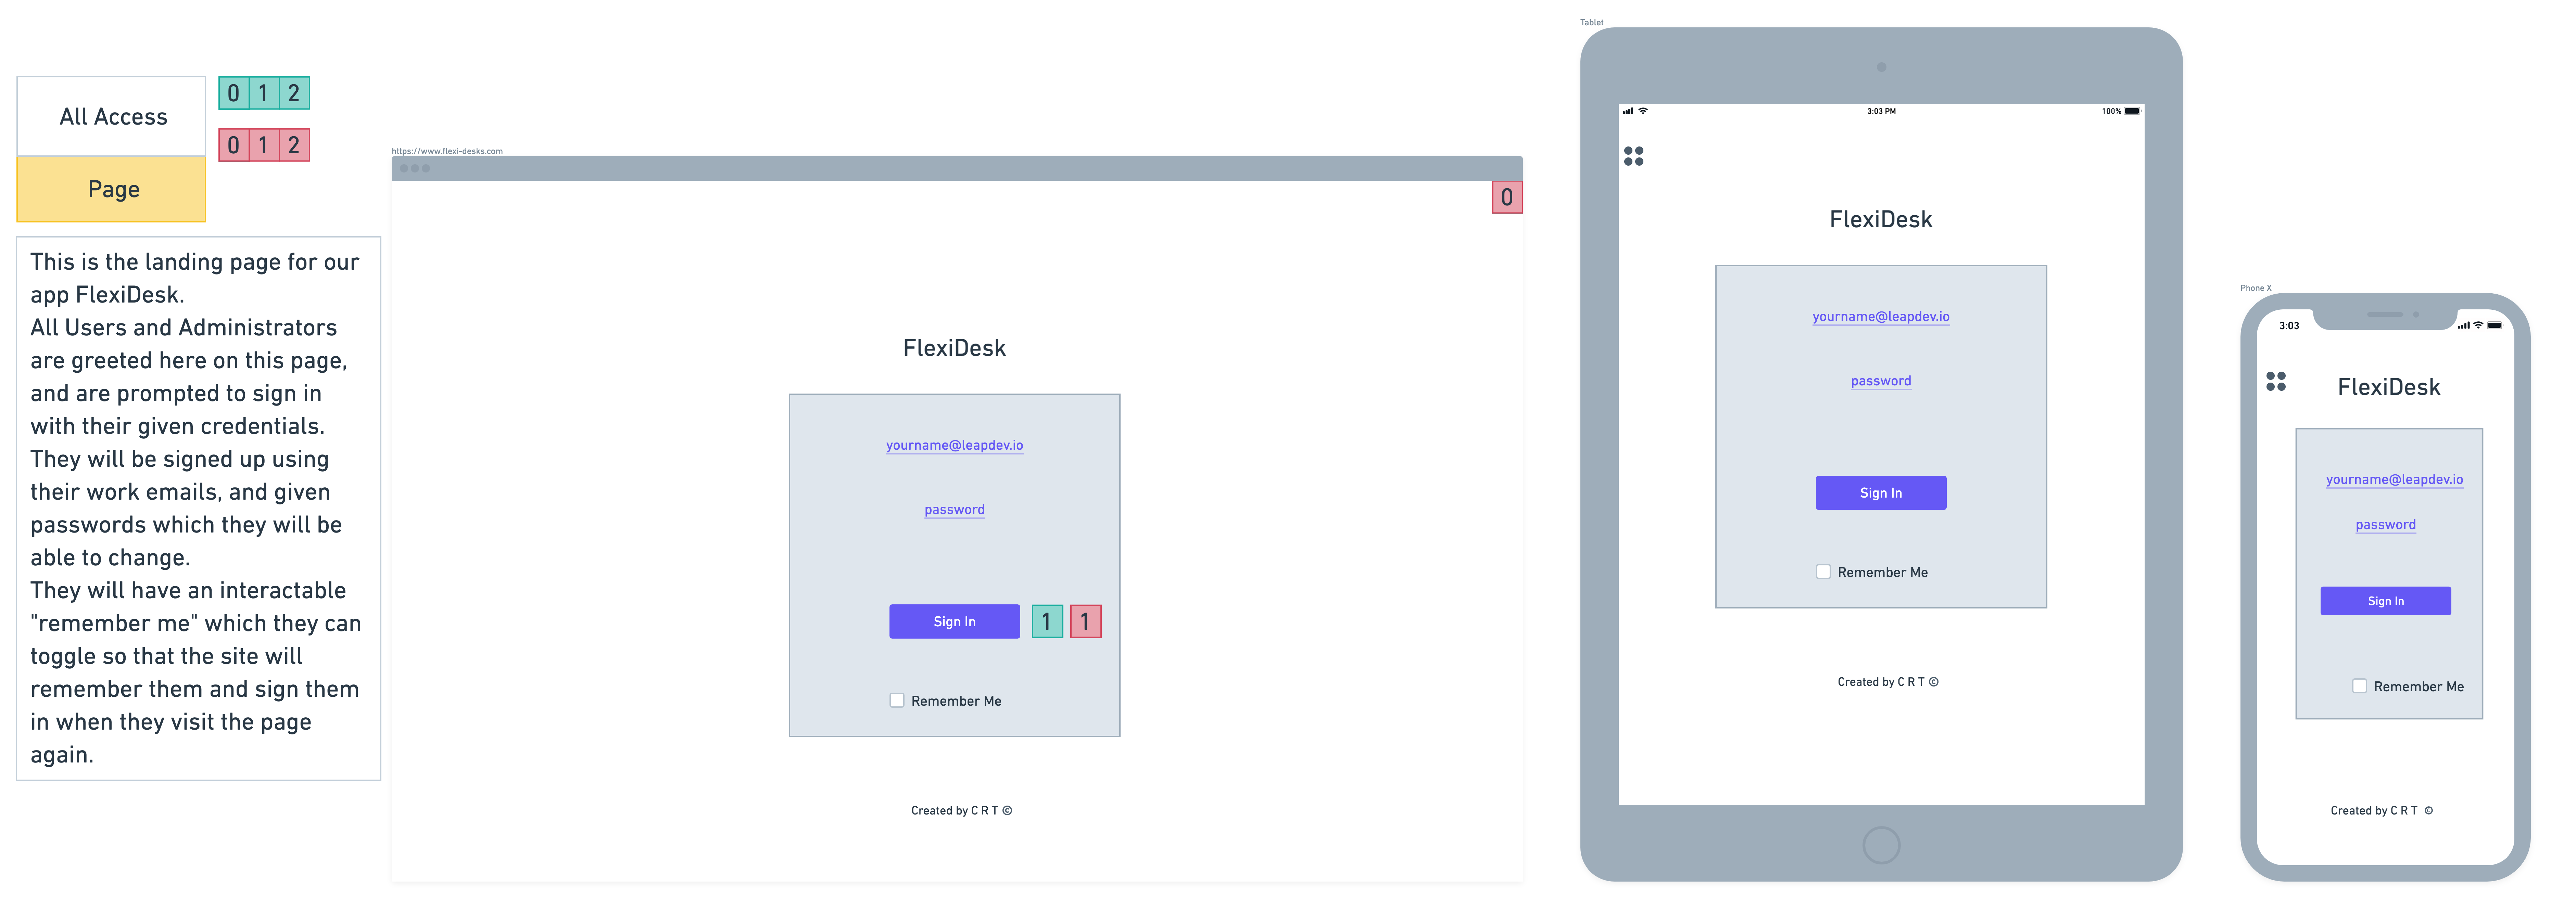 All Access
0 1 2
0 1 2
Page
This is the landing page for our
app FlexiDesk.
All Users and Administrators
are greeted here on this page,
and are prompted to sign in
with their given credentials.
They will be signed up using
their work emails, and given
passwords which they will be
able to change.
They will have an interactable
"remember me" which they can
toggle so that the site will
remember them and sign them
in when they visit the page
again.
https://www.flexi-desks.com
0
FlexiDesk
yourname@leapdev.io
password
Sign In
1
1
Remember Me
Created by C R T ©
Tablet
3:03 PM
100%
FlexiDesk
yourname@leapdev.io
password
Sign In
Remember Me
Created by C R T ©
Phone X
3:03
FlexiDesk
yourname@leapdev.io
password
Sign In
Remember Me
Created by C R T ©